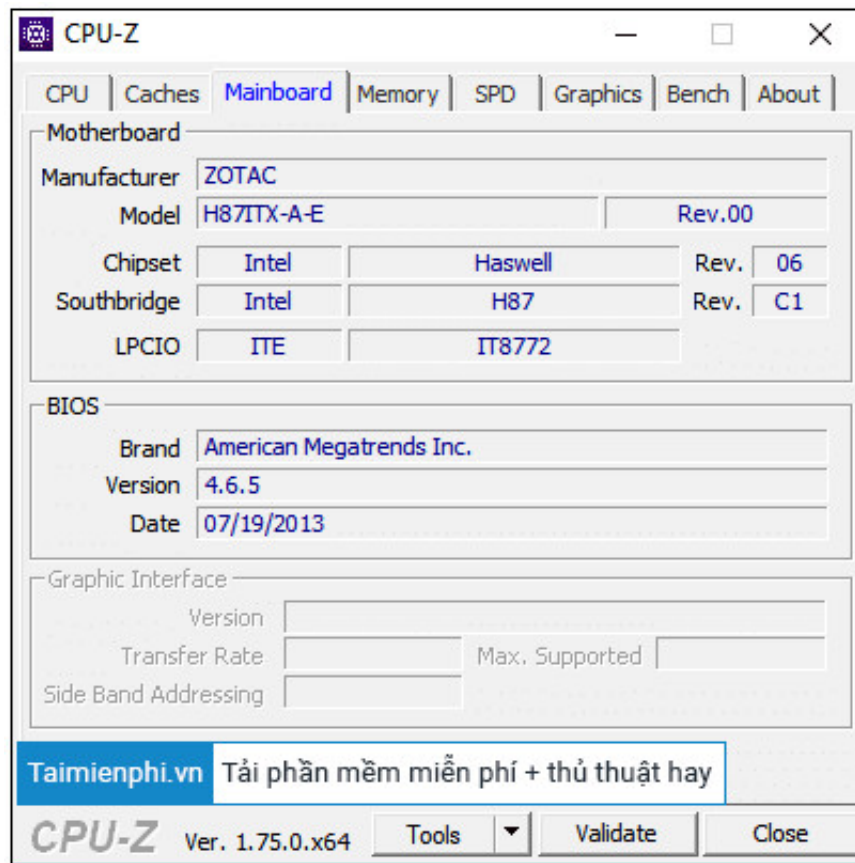 CPU-Z
CPU Caches Mainboard Memory SPD Graphics Bench About
Motherboard
Manufacturer ZOTAC
Model H87ITX-A-E Rev.00
Chipset Intel Haswell Rev. 06
Southbridge Intel H87 Rev. C1
LPCIO ITE IT8772
BIOS
Brand American Megatrends Inc.
Version 4.6.5
Date 07/19/2013
Graphic Interface
Version
Transfer Rate Max. Supported
Side Band Addressing
Taimienphi.vn Tải phần mềm miễn phí + thủ thuật hay
CPU-Z Ver. 1.75.0.x64 Tools Validate Close